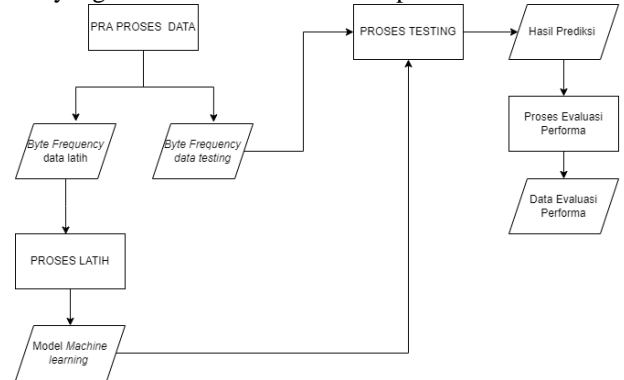 PRA PROSES DATA
PROSES TESTING
Hasil Prediksi
Byte Frequency
data latih
Byte Frequency
data testing
Proses Evaluasi
Performa
Data Evaluasi
Performa
PROSES LATIH
Model Machine
learning